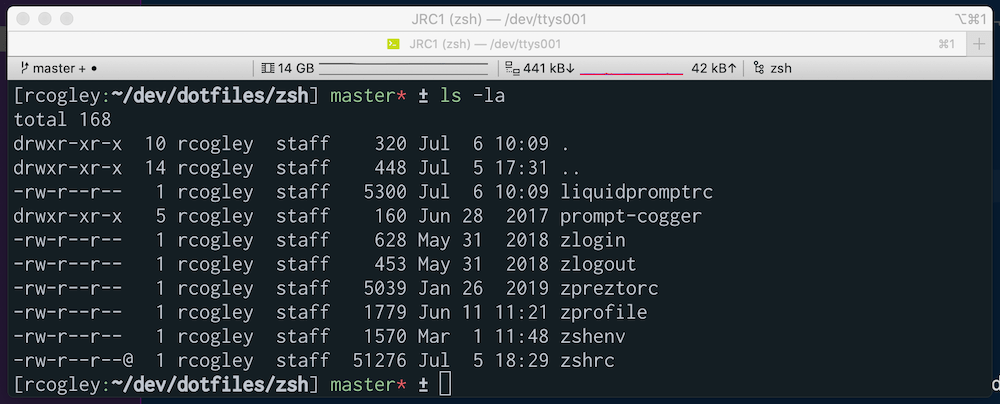 JRC1 (zsh) — /dev/ttys001 ⌥⌘1
JRC1 (zsh) — /dev/ttys001 ⌘1 +
master + • 14 GB 441 kB↓ 42 kB↑ zsh
[rcogley:~/dev/dotfiles/zsh] master* ± ls -la
total 168
drwxr-xr-x  10 rcogley  staff    320 Jul  6 10:09 .
drwxr-xr-x  14 rcogley  staff    448 Jul  5 17:31 ..
-rw-r--r--   1 rcogley  staff   5300 Jul  6 10:09 liquidpromptrc
drwxr-xr-x   5 rcogley  staff    160 Jun 28  2017 prompt-cogger
-rw-r--r--   1 rcogley  staff    628 May 31  2018 zlogin
-rw-r--r--   1 rcogley  staff    453 May 31  2018 zlogout
-rw-r--r--   1 rcogley  staff   5039 Jan 26  2019 zpreztorc
-rw-r--r--   1 rcogley  staff   1779 Jun 11 11:21 zprofile
-rw-r--r--   1 rcogley  staff   1570 Mar  1 11:48 zshenv
-rw-r--r--@  1 rcogley  staff  51276 Jul  5 18:29 zshrc
[rcogley:~/dev/dotfiles/zsh] master* ±